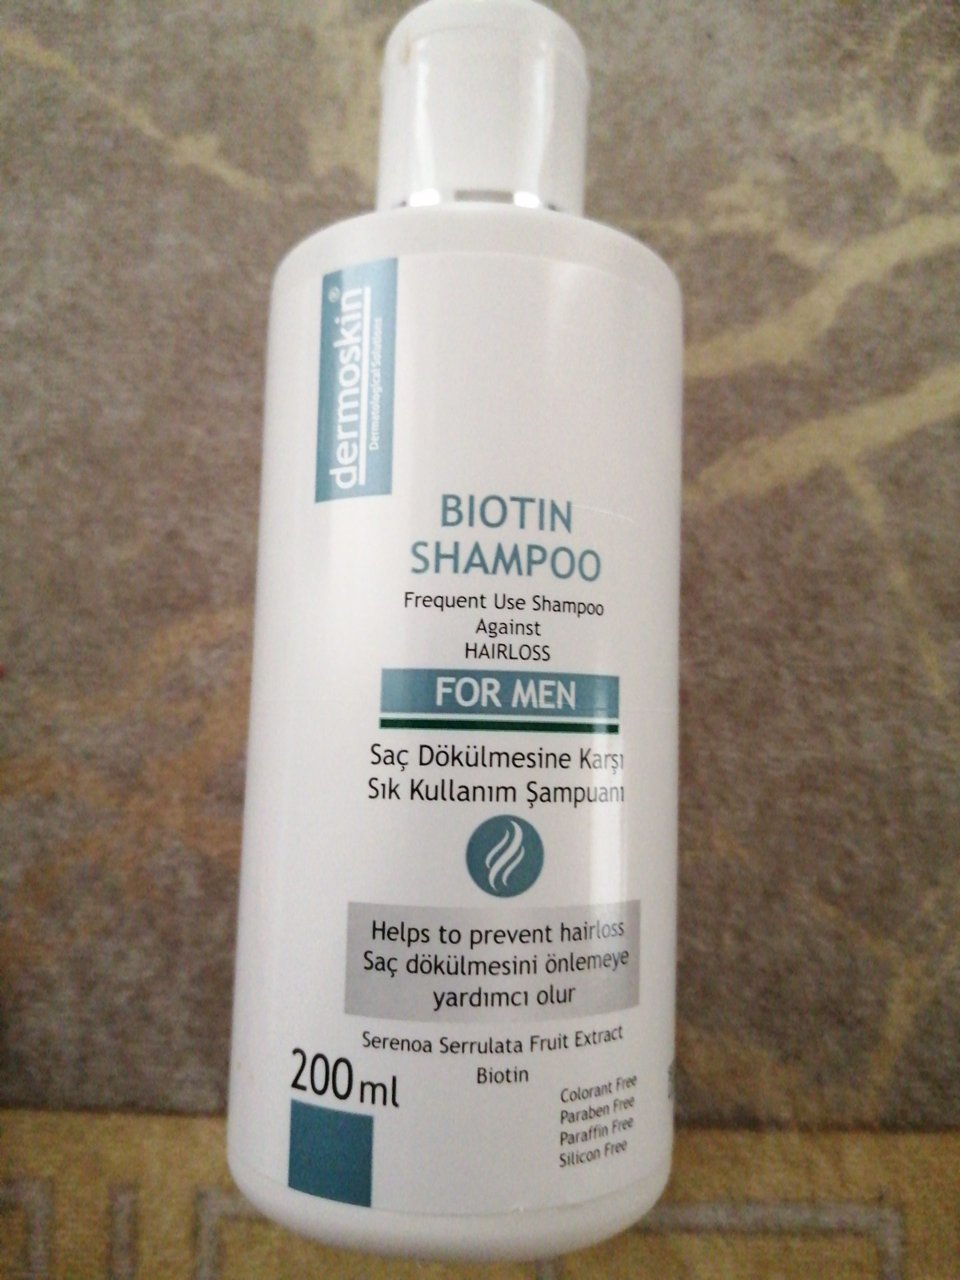 dermoskin®
Dermatological Solutions
BIOTIN
SHAMPOO
Frequent Use Shampoo
Against
HAIRLOSS
FOR MEN
Saç Dökülmesine Karşı
Sık Kullanım Şampuanı
Helps to prevent hairloss
Saç dökülmesini önlemeye
yardımcı olur
Serenoa Serrulata Fruit Extract
Biotin
200 ml
Colorant Free
Paraben Free
Paraffin Free
Silicon Free